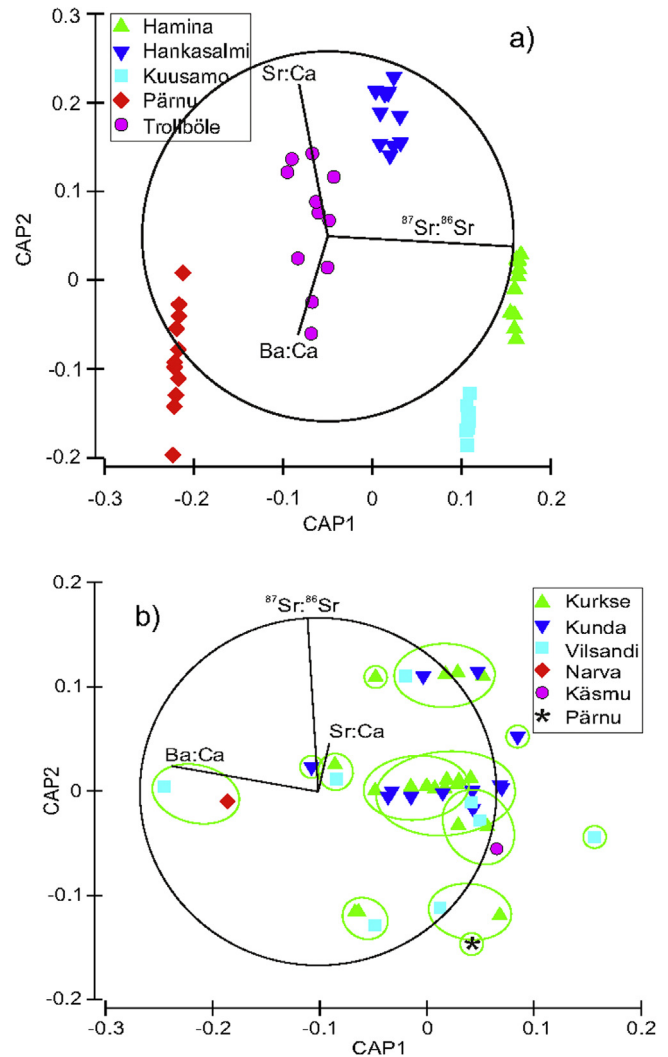 a)
Hamina
Hankasalmi
Kuusamo
Pärnu
Trollböle
Sr:Ca
⁸⁷Sr:⁸⁶Sr
Ba:Ca
CAP2
0.3
0.2
0.1
0
-0.1
-0.2
-0.3 -0.2 -0.1 0 0.1 0.2
CAP1
b)
Kurkse
Kunda
Vilsandi
Narva
Käsmu
Pärnu
⁸⁷Sr:⁸⁶Sr
Sr:Ca
Ba:Ca
CAP2
0.2
0.1
0
-0.1
-0.2
-0.3 -0.2 -0.1 0 0.1 0.2
CAP1